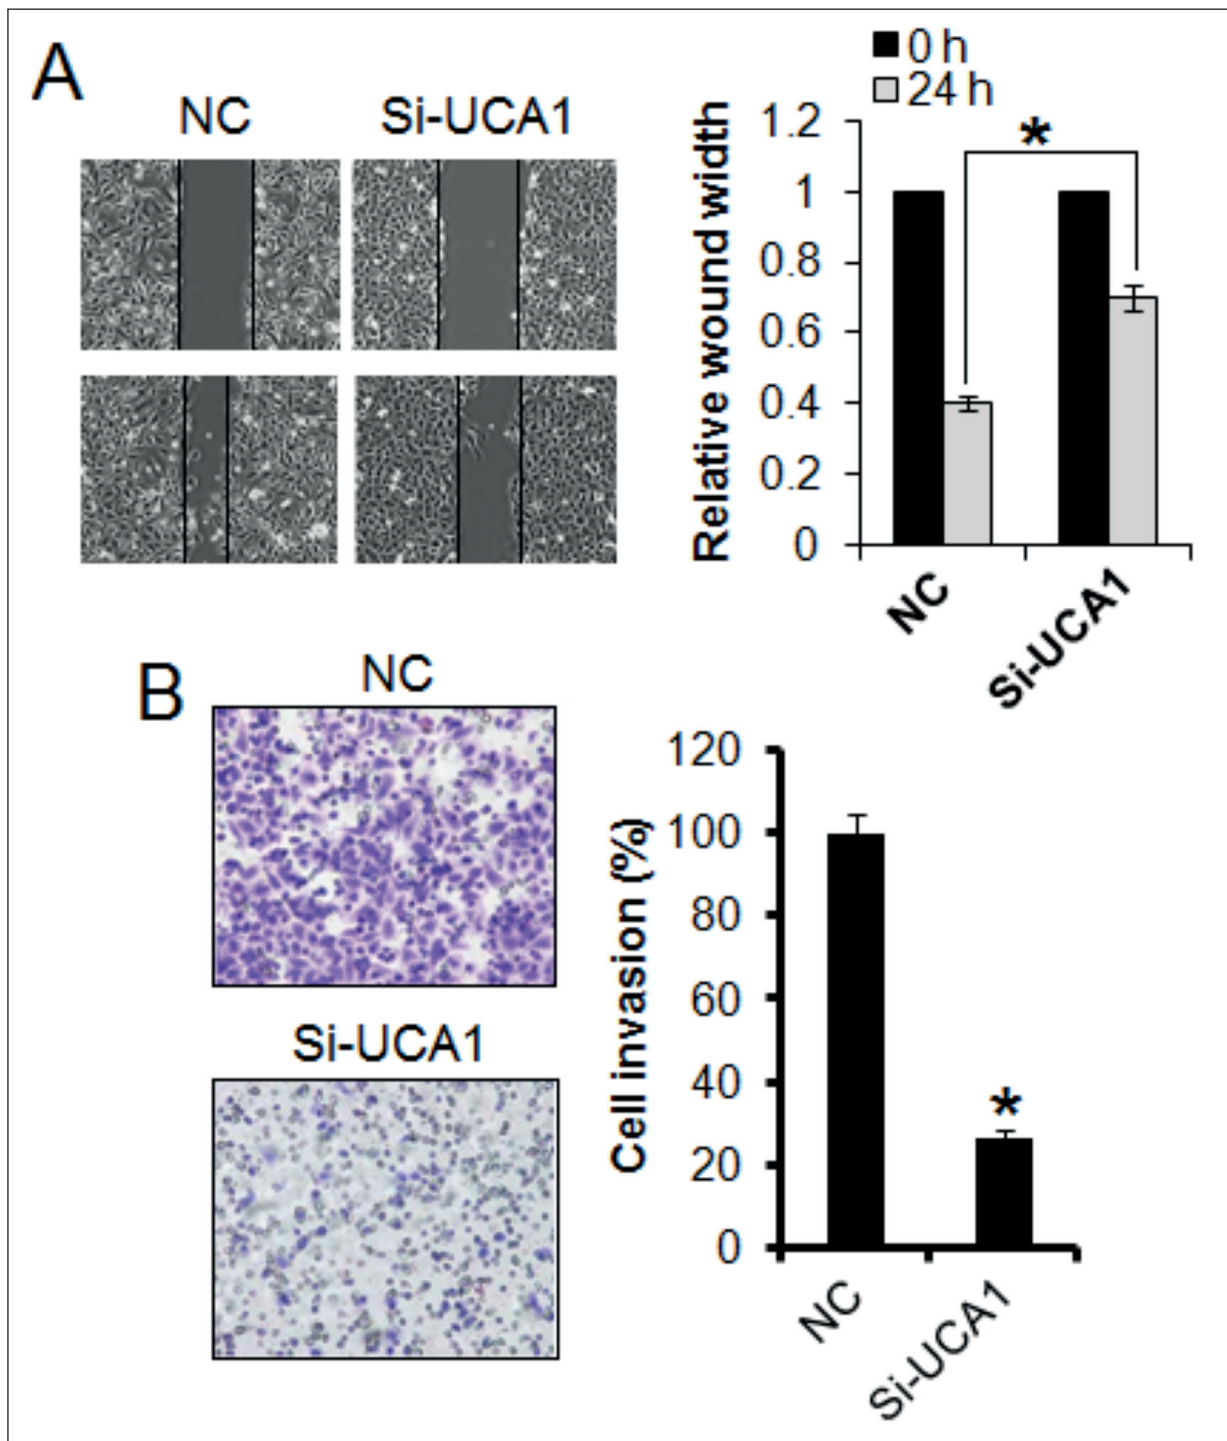 A
NC
Si-UCA1
0 h
24 h
Relative wound width
1.2
1
0.8
0.6
0.4
0.2
0
*
NC
Si-UCA1
B
NC
Si-UCA1
Cell invasion (%)
120
100
80
60
40
20
0
*
NC
Si-UCA1